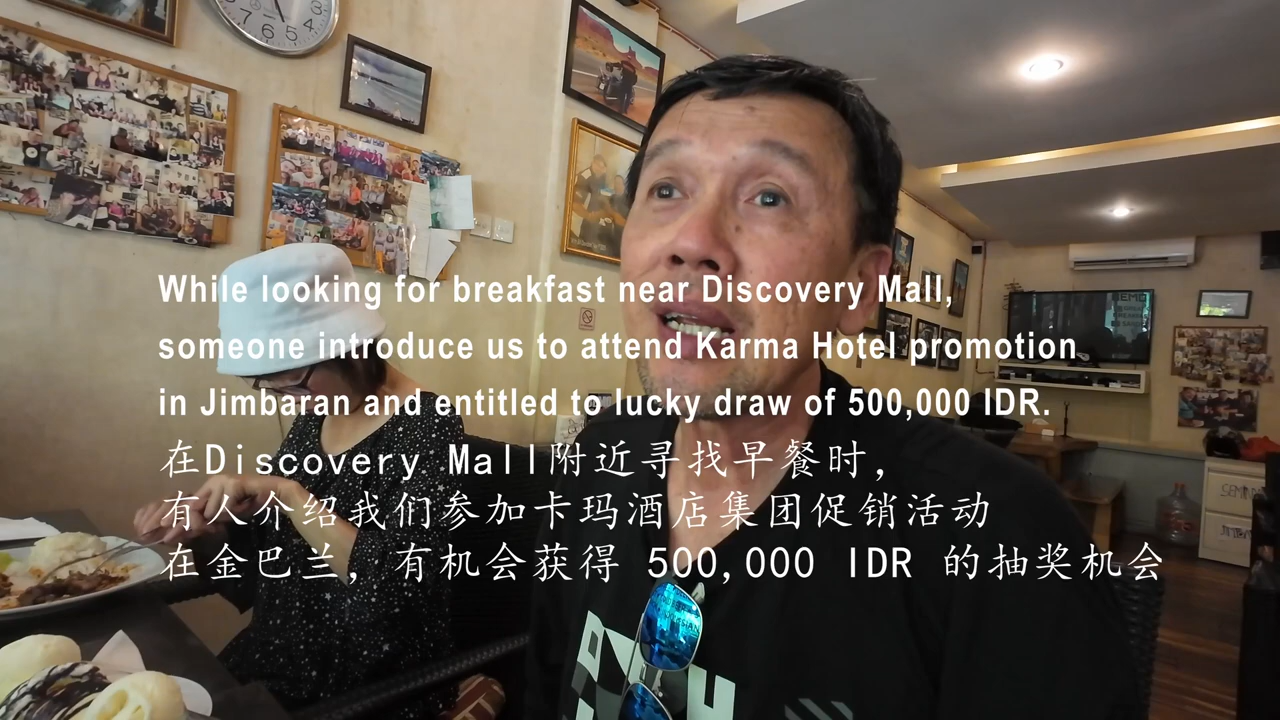 While looking for breakfast near Discovery Mall,
someone introduce us to attend Karma Hotel promotion
in Jimbaran and entitled to lucky draw of 500,000 IDR.
在Discovery Mall附近寻找早餐时，
有人介绍我们参加卡玛酒店集团促销活动
在金巴兰，有机会获得 500,000 IDR 的抽奖机会